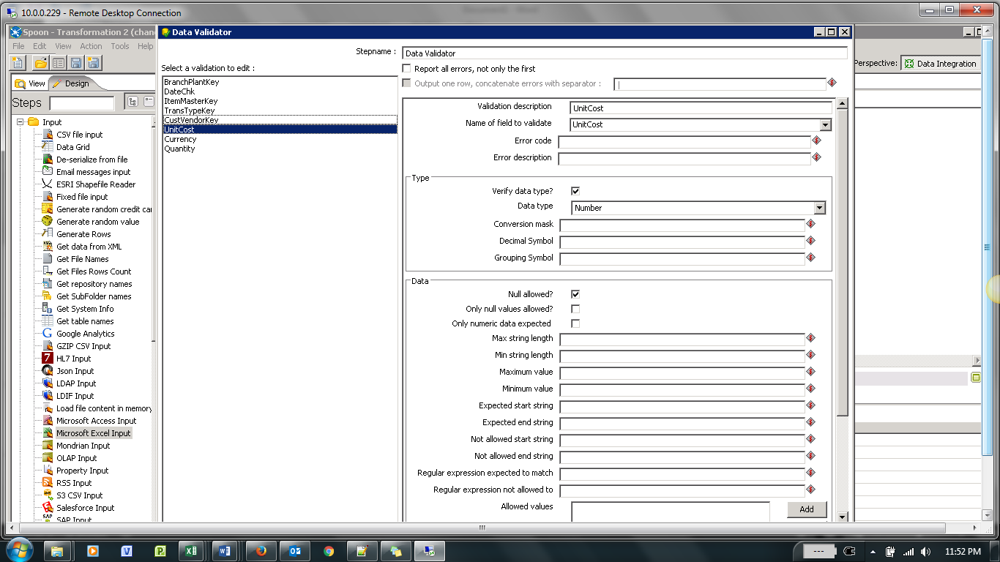 10.0.0.229 - Remote Desktop Connection
Spoon - Transformation 2 (chan
File Edit View Action Tools Help
View Design
Steps
Input
CSV file input
Data Grid
De-serialize from file
Email messages input
ESRI Shapefile Reader
Fixed file input
Generate random credit car
Generate random value
Generate Rows
Get data from XML
Get File Names
Get Files Rows Count
Get repository names
Get SubFolder names
Get System Info
Get table names
Google Analytics
GZIP CSV Input
HL7 Input
Json Input
LDAP Input
LDIF Input
Load file content in memory
Microsoft Access Input
Microsoft Excel Input
Mondrian Input
OLAP Input
Property Input
RSS Input
S3 CSV Input
Salesforce Input
SAP Input
Data Validator
Stepname : Data Validator
Select a validation to edit :
BranchPlantKey
DateChk
ItemMasterKey
TransTypeKey
CustVendorKey
UnitCost
Currency
Quantity
Report all errors, not only the first
Output one row, concatenate errors with separator :
Validation description UnitCost
Name of field to validate UnitCost
Error code
Error description
Type
Verify data type?
Data type Number
Conversion mask
Decimal Symbol
Grouping Symbol
Data
Null allowed?
Only null values allowed?
Only numeric data expected
Max string length
Min string length
Maximum value
Minimum value
Expected start string
Expected end string
Not allowed start string
Not allowed end string
Regular expression expected to match
Regular expression not allowed to
Allowed values Add
Perspective: Data Integration
11:52 PM